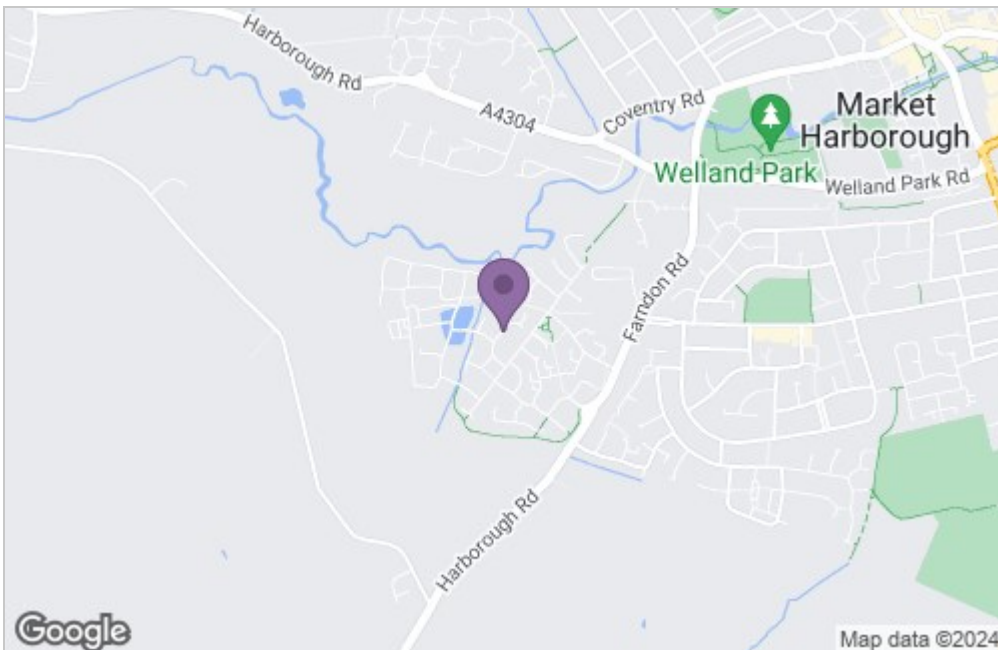 Harborough Rd
A4304
Coventry Rd
Market
Harborough
Welland Park
Welland Park Rd
Farndon Rd
Harborough Rd
Google
Map data ©2024